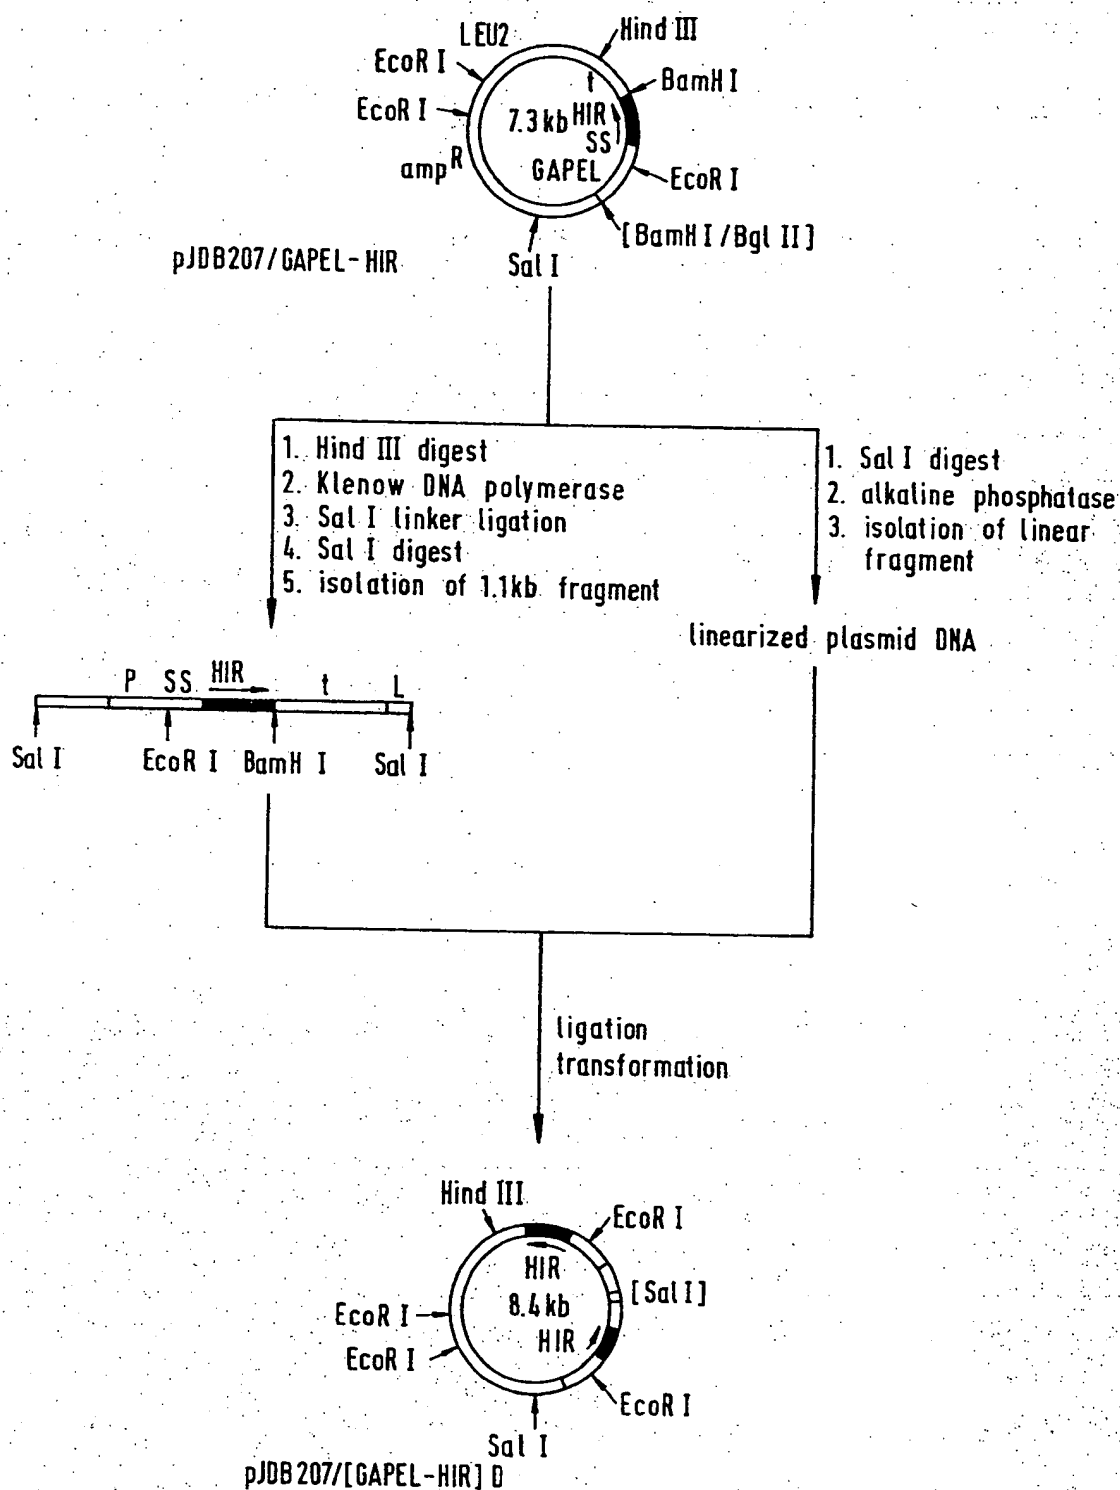 LEU2
Hind III
EcoR I
BamH I
t
EcoR I
7.3 kb
HIR
SS
amp R
GAPEL
EcoR I
[BamH I/Bgl II]
Sal I
pJDB207/GAPEL-HIR
1. Hind III digest
2. Klenow DNA polymerase
3. Sal I linker ligation
4. Sal I digest
5. isolation of 1.1kb fragment
1. Sal I digest
2. alkaline phosphatase
3. isolation of linear
fragment
linearized plasmid DNA
P SS HIR t L
Sal I EcoR I BamH I Sal I
ligation
transformation
Hind III
EcoR I
HIR
[Sal I]
8.4 kb
EcoR I
HIR
EcoR I
EcoR I
Sal I
pJDB207/[GAPEL-HIR] D